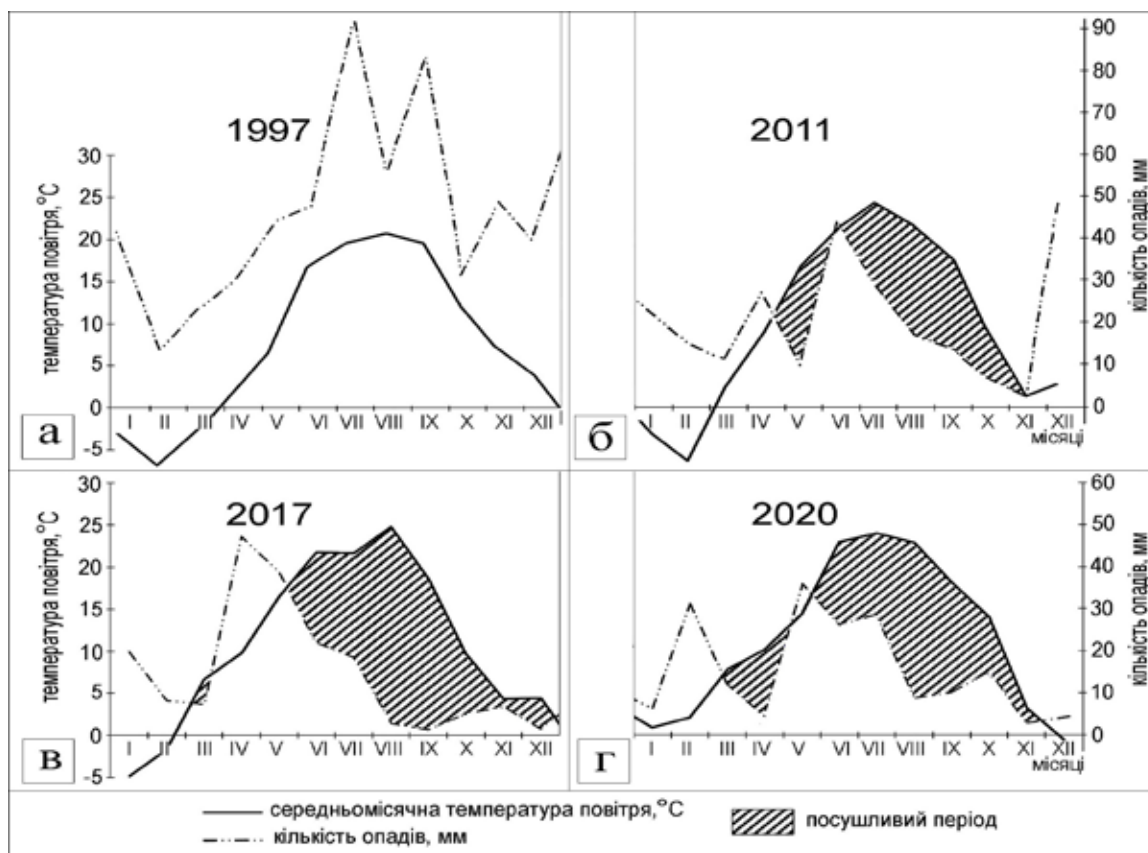 1997
30
25
20
15
10
5
0
-5
температура повітря,°С
I II III IV V VI VII VIII IX X XI XII I
а
2011
90
80
70
60
50
40
30
20
10
0
кількість опадів, мм
I II III IV V VI VII VIII IX X XI XII
місяці
б
2017
30
25
20
15
10
5
0
-5
температура повітря,°С
I II III IV V VI VII VIII IX X XI XII
в
2020
60
50
40
30
20
10
0
кількість опадів, мм
I II III IV V VI VII VIII IX X XI XII
місяці
г
середньомісячна температура повітря,°С
кількість опадів, мм
посушливий період